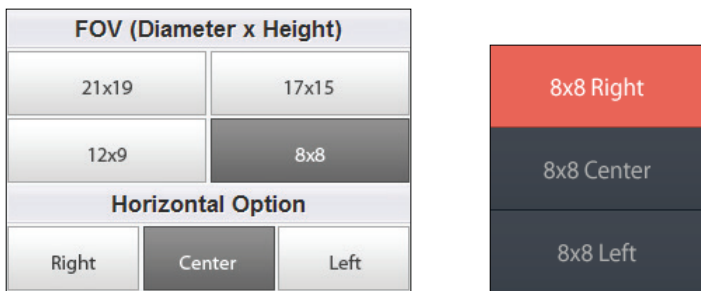 FOV (Diameter x Height)
21x19 17x15
12x9 8x8
Horizontal Option
Right Center Left
8x8 Right
8x8 Center
8x8 Left